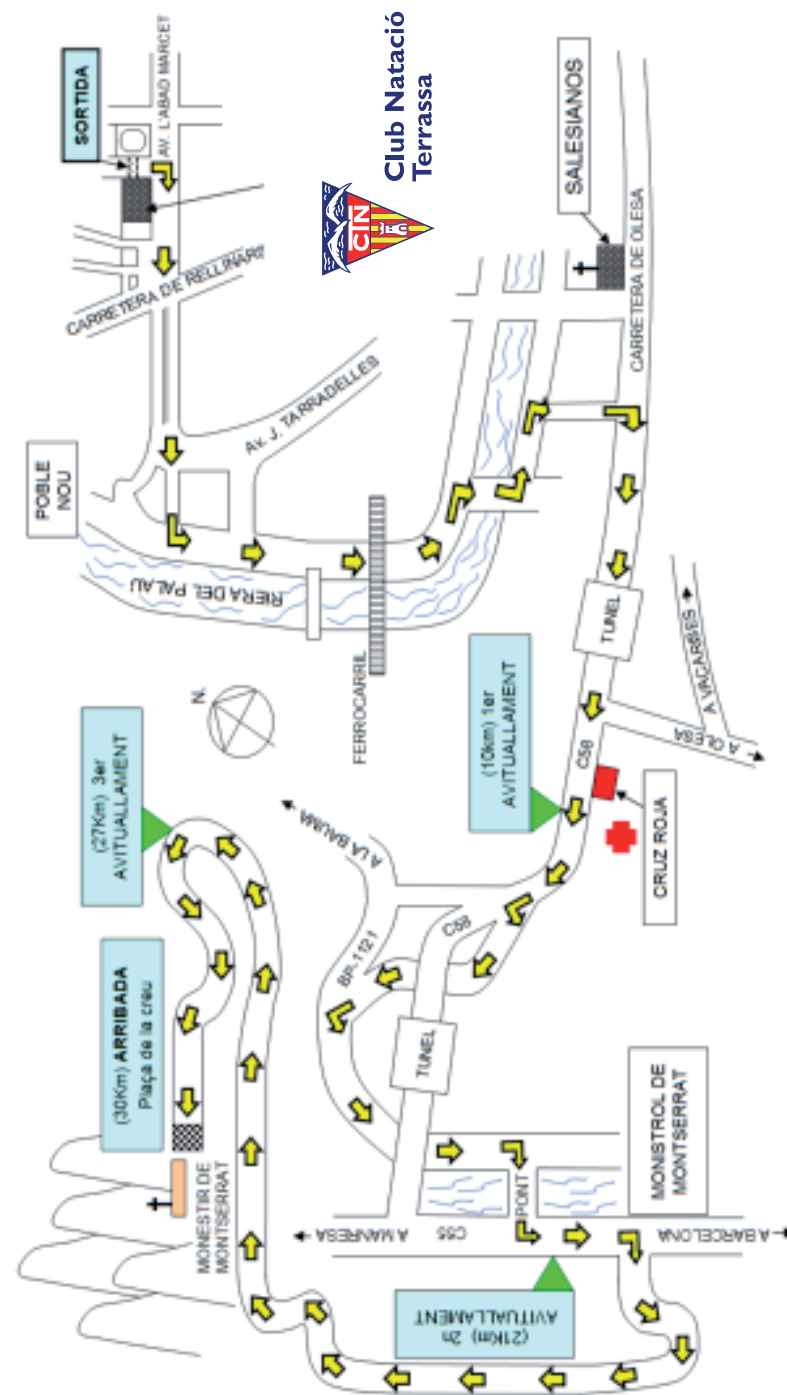 SORTIDA
AV. L'ABAD MARCET
CARRETERA DE RELLINARS
CTN
Club Natació
Terrassa
SALESIANOS
CARRETERA DE OLESA
POBLE
NOU
AV. J. TARRADELLES
RIERA DEL PALAU
FERROCARRIL
N.
TUNEL
A VACARISES
A OLESA
C58
(10km) 1er
AVITUALLAMENT
CRUZ ROJA
(27Km) 3er
AVITUALLAMENT
A LA BAUMA
BP-1121
C58
TUNEL
(30Km) ARRIBADA
Plaça de la creu
MONESTIR DE
MONTSERRAT
A MANRESA
C55
PONT
MONISTROL DE
MONTSERRAT
A BARCELONA
(21Km) 2n
AVITUALLAMENT